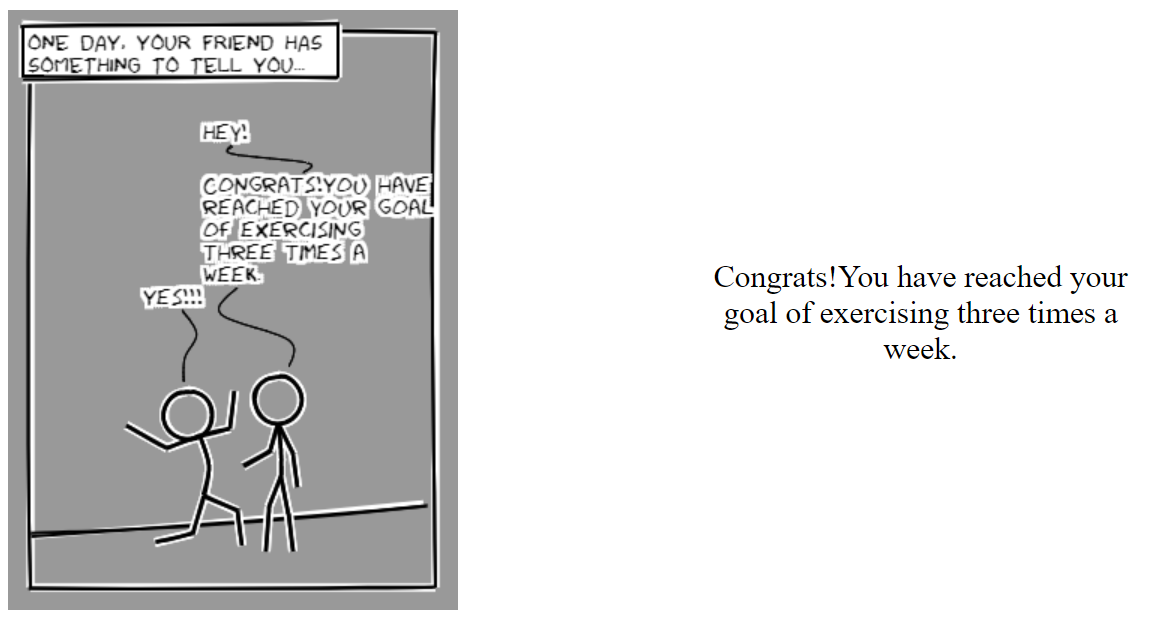 ONE DAY, YOUR FRIEND HAS
SOMETHING TO TELL YOU...
HEY!
CONGRATS!YOU HAVE
REACHED YOUR GOAL
OF EXERCISING
THREE TIMES A
WEEK.
YES!!!
Congrats!You have reached your
goal of exercising three times a
week.